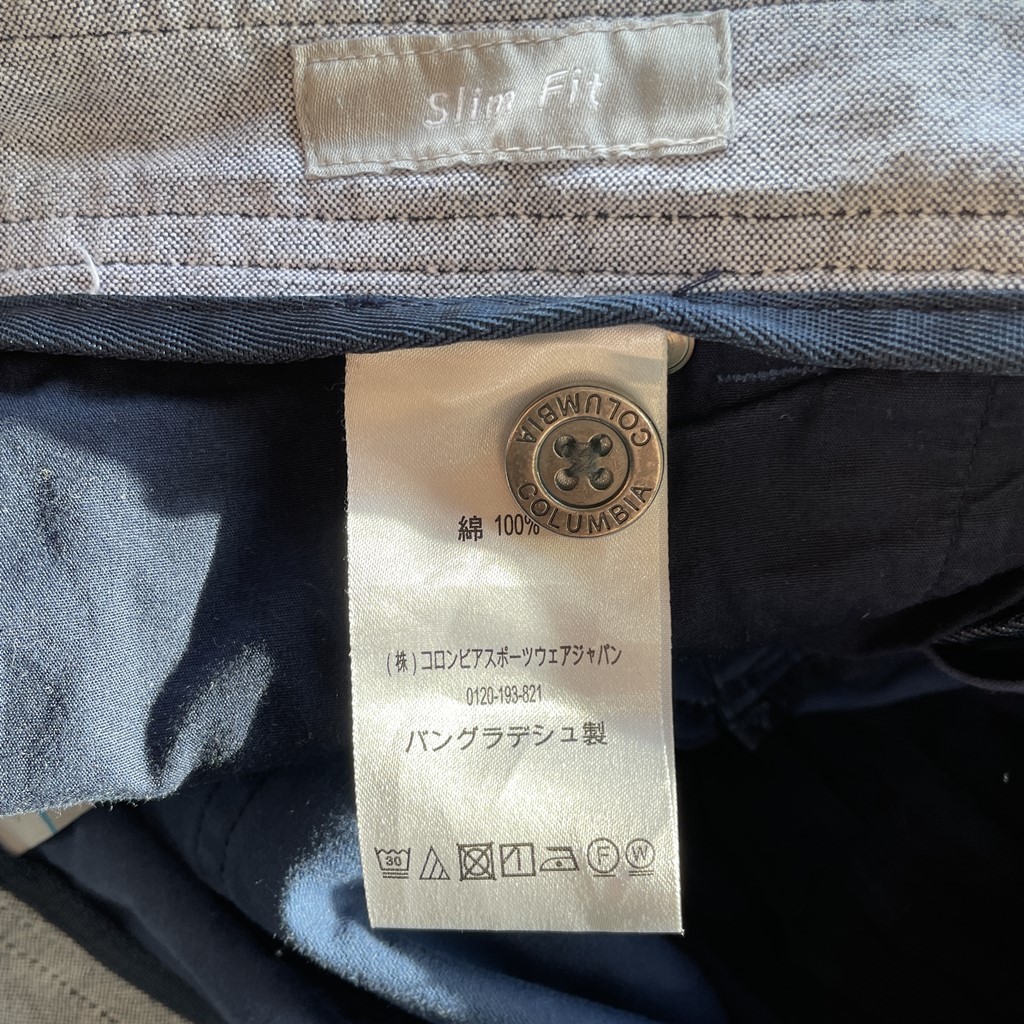 Slim Fit
COLUMBIA COLUMBIA
綿 100%
(株)コロンビアスポーツウェアジャパン
0120-193-821
バングラデシュ製
30 F W